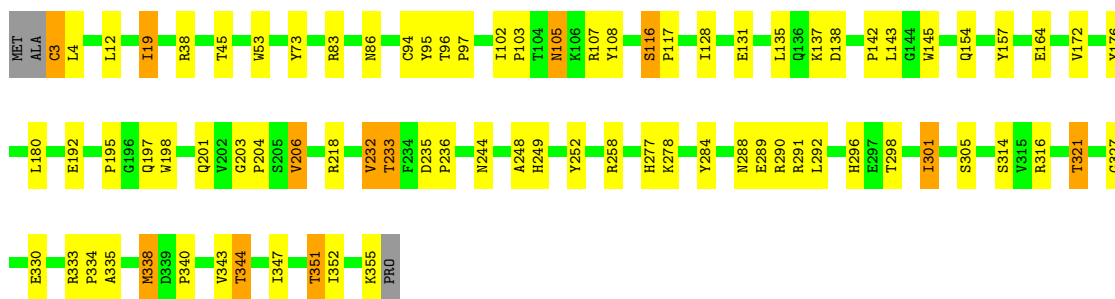 MET ALA C3 L4 L12 I19 R38 T45 W53 Y73 R83 N86 C94 Y95 T96 P97 I102 P103 T104 N105 K106 R107 Y108 S116 P117 I128 E131 L135 Q136 K137 D138 P142 L143 G144 W145 Q154 Y157 E164 V172 Y176
L180 E192 P195 G196 Q197 W198 Q201 V202 G203 P204 S205 V206 R218 V232 T233 F234 D235 P236 N244 A248 H249 Y252 R258 H277 K278 Y284 N288 E289 R290 R291 L292 H296 E297 T298 I301 S305 S314 V315 R316 T321
E330 R333 P334 A335 M338 D339 P340 V343 T344 I347 T351 I352 K355 PRO